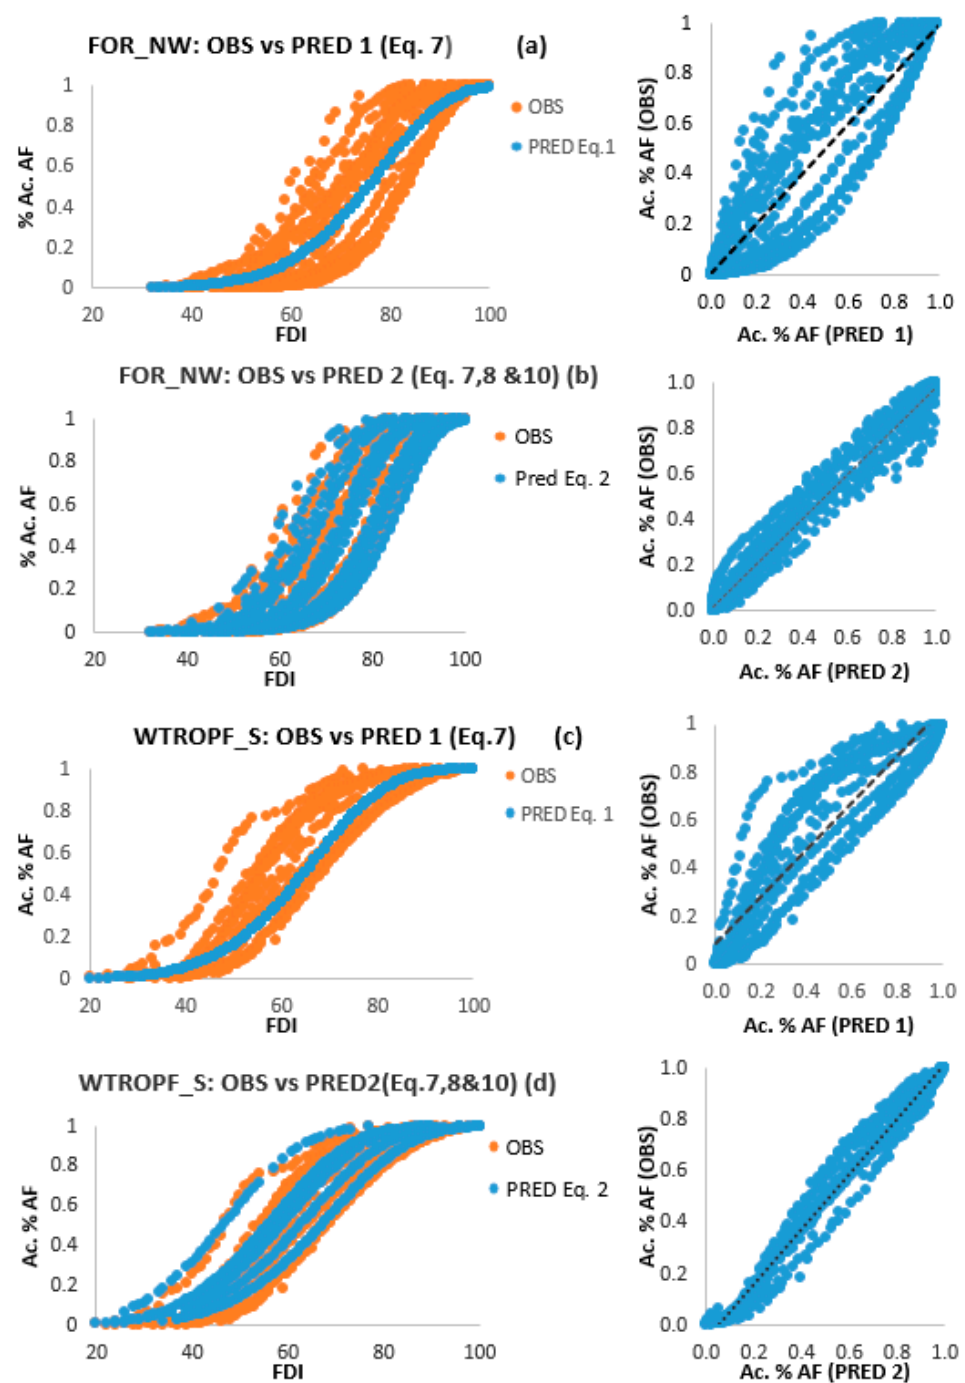 FOR_NW: OBS vs PRED 1 (Eq. 7) (a)
% Ac. AF
1
0.8
0.6
0.4
0.2
0
20 40 60 80 100
FDI
OBS
PRED Eq.1
Ac. % AF (OBS)
1
0.8
0.6
0.4
0.2
0
0.0 0.2 0.4 0.6 0.8 1.0
Ac. % AF (PRED 1)
FOR_NW: OBS vs PRED 2 (Eq. 7,8 &10) (b)
% Ac. AF
1
0.8
0.6
0.4
0.2
0
20 40 60 80 100
FDI
OBS
Pred Eq. 2
Ac. % AF (OBS)
1.0
0.8
0.6
0.4
0.2
0.0
0.0 0.2 0.4 0.6 0.8 1.0
Ac. % AF (PRED 2)
WTROPF_S: OBS vs PRED 1 (Eq.7) (c)
Ac. % AF
1
0.8
0.6
0.4
0.2
0
20 40 60 80 100
FDI
OBS
PRED Eq. 1
Ac. % AF (OBS)
1
0.8
0.6
0.4
0.2
0
0.0 0.2 0.4 0.6 0.8 1.0
Ac. % AF (PRED 1)
WTROPF_S: OBS vs PRED2(Eq.7,8&10) (d)
Ac. % AF
1
0.8
0.6
0.4
0.2
0
20 40 60 80 100
FDI
OBS
PRED Eq. 2
Ac. % AF (OBS)
1.0
0.8
0.6
0.4
0.2
0.0
0.0 0.2 0.4 0.6 0.8 1.0
Ac. % AF (PRED 2)